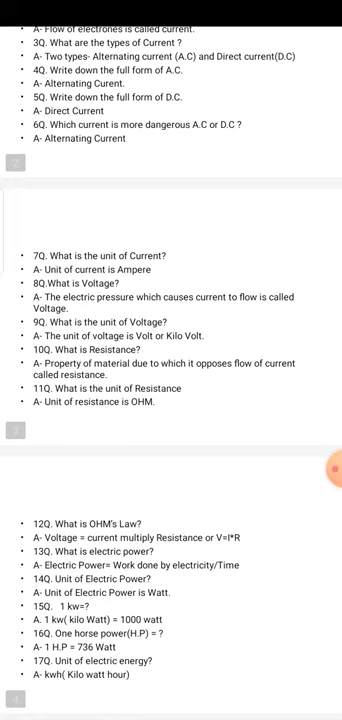 A- Flow of electrones is called current.
• 3Q. What are the types of Current ?
• A- Two types- Alternating current (A.C) and Direct current(D.C)
• 4Q. Write down the full form of A.C.
• A- Alternating Curent.
• 5Q. Write down the full form of D.C.
• A- Direct Current
• 6Q. Which current is more dangerous A.C or D.C ?
• A- Alternating Current
2
• 7Q. What is the unit of Current?
• A- Unit of current is Ampere
• 8Q.What is Voltage?
• A- The electric pressure which causes current to flow is called
Voltage.
• 9Q. What is the unit of Voltage?
• A- The unit of voltage is Volt or Kilo Volt.
• 10Q. What is Resistance?
• A- Property of material due to which it opposes flow of current
called resistance.
• 11Q. What is the unit of Resistance
• A- Unit of resistance is OHM.
3
• 12Q. What is OHM's Law?
• A- Voltage = current multiply Resistance or V=I*R
• 13Q. What is electric power?
• A- Electric Power= Work done by electricity/Time
• 14Q. Unit of Electric Power?
• A- Unit of Electric Power is Watt.
• 15Q. 1 kw=?
• A. 1 kw( kilo Watt) = 1000 watt
• 16Q. One horse power(H.P) = ?
• A- 1 H.P = 736 Watt
• 17Q. Unit of electric energy?
• A- kwh( Kilo watt hour)
4